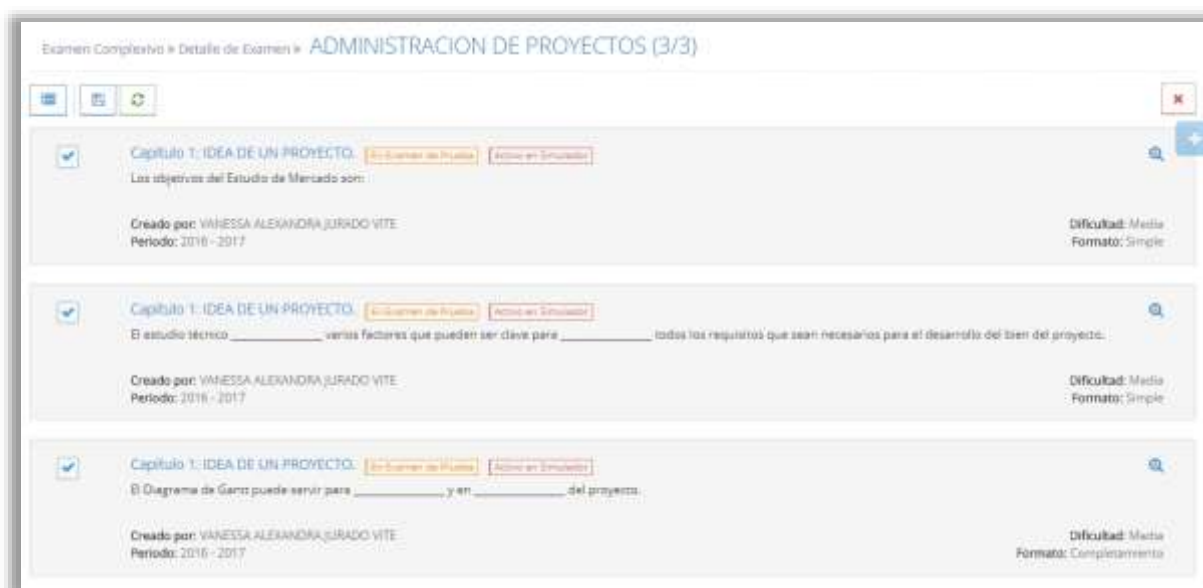 Examen Complexivo » Detalle de Examen » ADMINISTRACION DE PROYECTOS (3/3)
Capítulo 1: IDEA DE UN PROYECTO. En Examen de Prueba Activo en Simulador
Los objetivos del Estudio de Mercado son:
Creado por: VANESSA ALEXANDRA JURADO VITE
Dificultad: Media
Periodo: 2016 - 2017
Formato: Simple
Capítulo 1: IDEA DE UN PROYECTO. En Examen de Prueba Activo en Simulador
El estudio técnico ______________ varios factores que pueden ser clave para ______________ todos los requisitos que sean necesarios para el desarrollo del bien del proyecto.
Creado por: VANESSA ALEXANDRA JURADO VITE
Dificultad: Media
Periodo: 2016 - 2017
Formato: Simple
Capítulo 1: IDEA DE UN PROYECTO. En Examen de Prueba Activo en Simulador
El Diagrama de Gantt puede servir para ______________ y en ______________ del proyecto.
Creado por: VANESSA ALEXANDRA JURADO VITE
Dificultad: Media
Periodo: 2016 - 2017
Formato: Completamiento